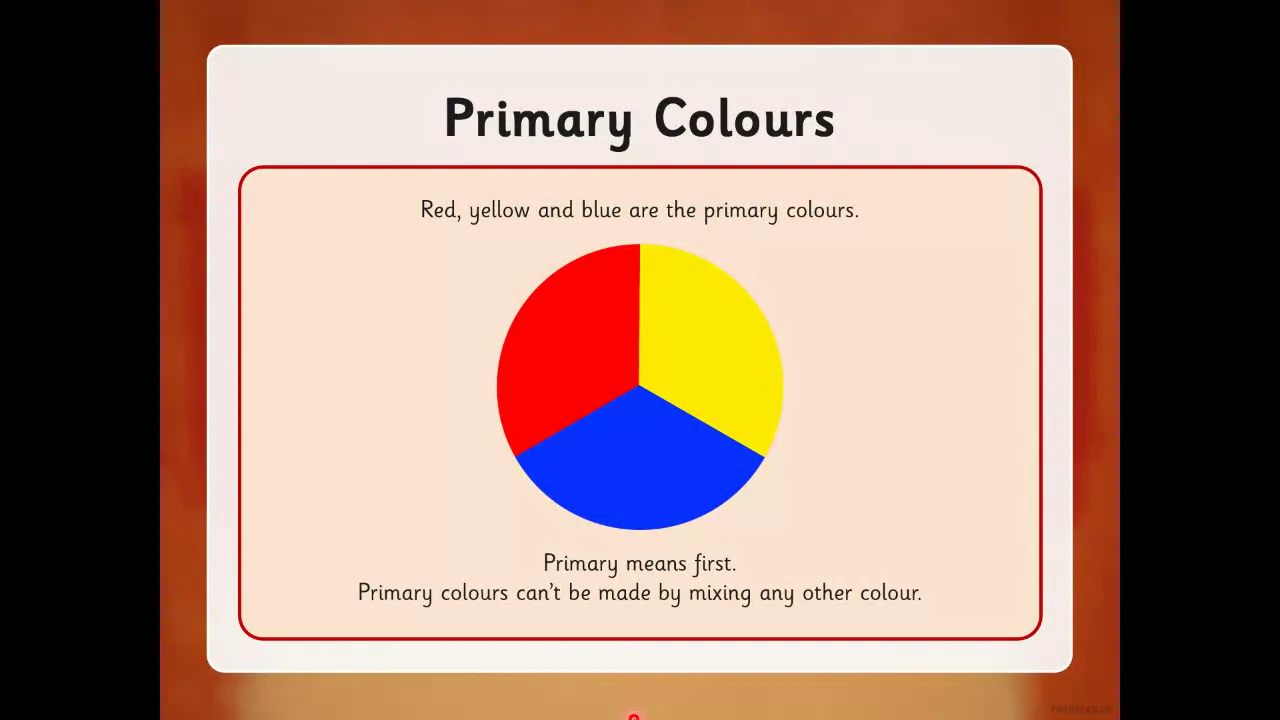 Primary Colours
Red, yellow and blue are the primary colours.
Primary means first.
Primary colours can't be made by mixing any other colour.